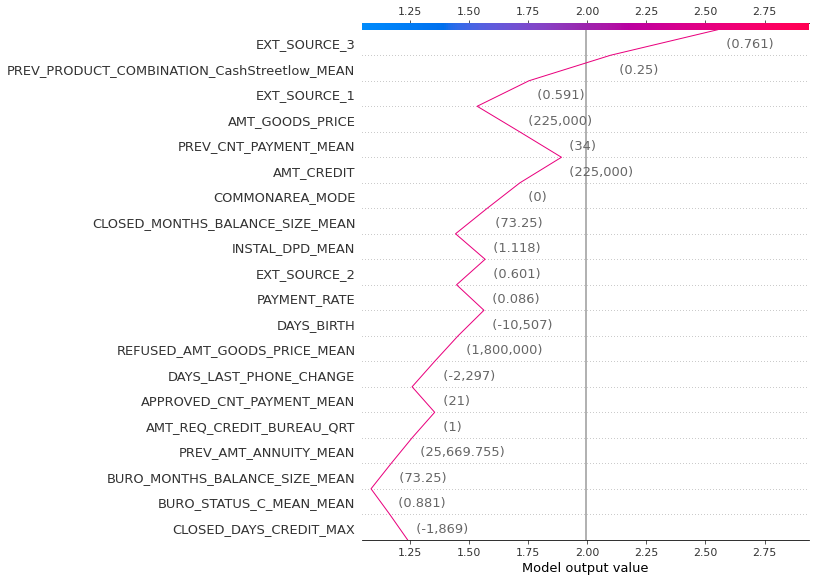 1.25 1.50 1.75 2.00 2.25 2.50 2.75
EXT_SOURCE_3 (0.761)
PREV_PRODUCT_COMBINATION_CashStreetlow_MEAN (0.25)
EXT_SOURCE_1 (0.591)
AMT_GOODS_PRICE (225,000)
PREV_CNT_PAYMENT_MEAN (34)
AMT_CREDIT (225,000)
COMMONAREA_MODE (0)
CLOSED_MONTHS_BALANCE_SIZE_MEAN (73.25)
INSTAL_DPD_MEAN (1.118)
EXT_SOURCE_2 (0.601)
PAYMENT_RATE (0.086)
DAYS_BIRTH (-10,507)
REFUSED_AMT_GOODS_PRICE_MEAN (1,800,000)
DAYS_LAST_PHONE_CHANGE (-2,297)
APPROVED_CNT_PAYMENT_MEAN (21)
AMT_REQ_CREDIT_BUREAU_QRT (1)
PREV_AMT_ANNUITY_MEAN (25,669.755)
BURO_MONTHS_BALANCE_SIZE_MEAN (73.25)
BURO_STATUS_C_MEAN_MEAN (0.881)
CLOSED_DAYS_CREDIT_MAX (-1,869)
1.25 1.50 1.75 2.00 2.25 2.50 2.75
Model output value